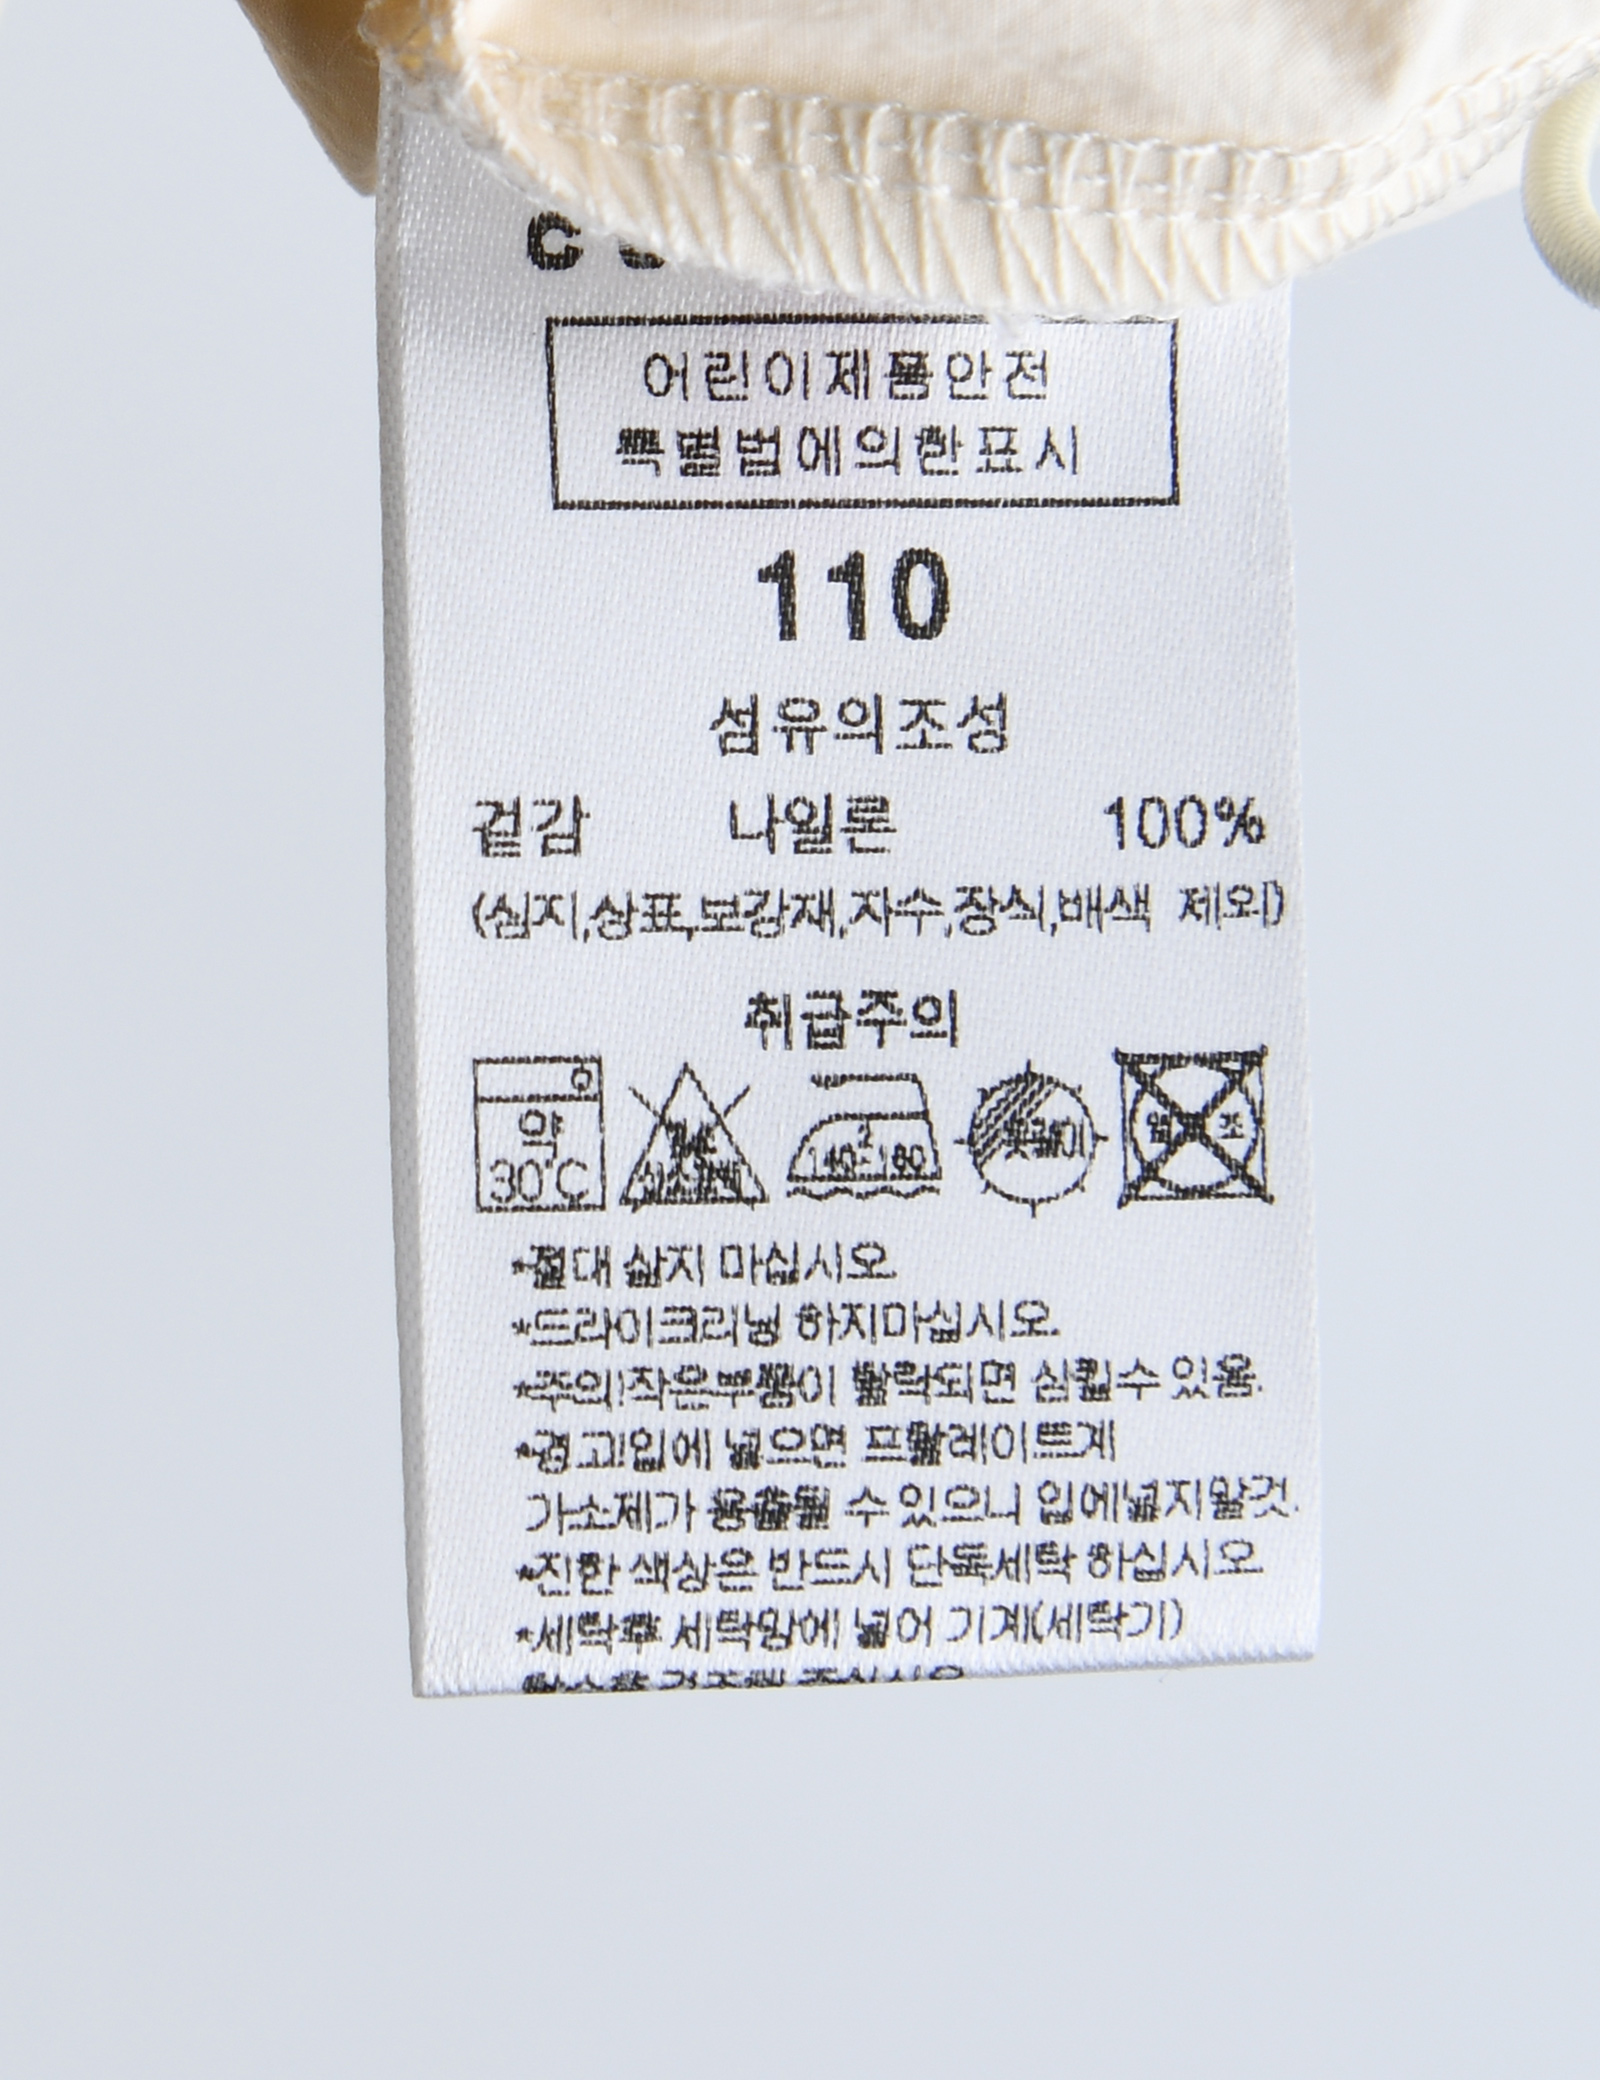 어린이제품안전
특별법에의한표시
110
섬유의조성
겉감 나일론 100%
(심지,상표,보강재,자수,장식,배색 제외)
취급주의
약
30℃
2
140~160
옷걸이
*절대 삶지 마십시오.
*드라이크리닝 하지마십시오.
*주의!작은부품이 탈락되면 삼킬수 있음.
*경고!입에 넣으면 프탈레이트계
가소제가 용출될 수 있으니 입에넣지말것.
*진한 색상은 반드시 단독세탁 하십시오
*세탁후 세탁망에 넣어 기계(세탁기)